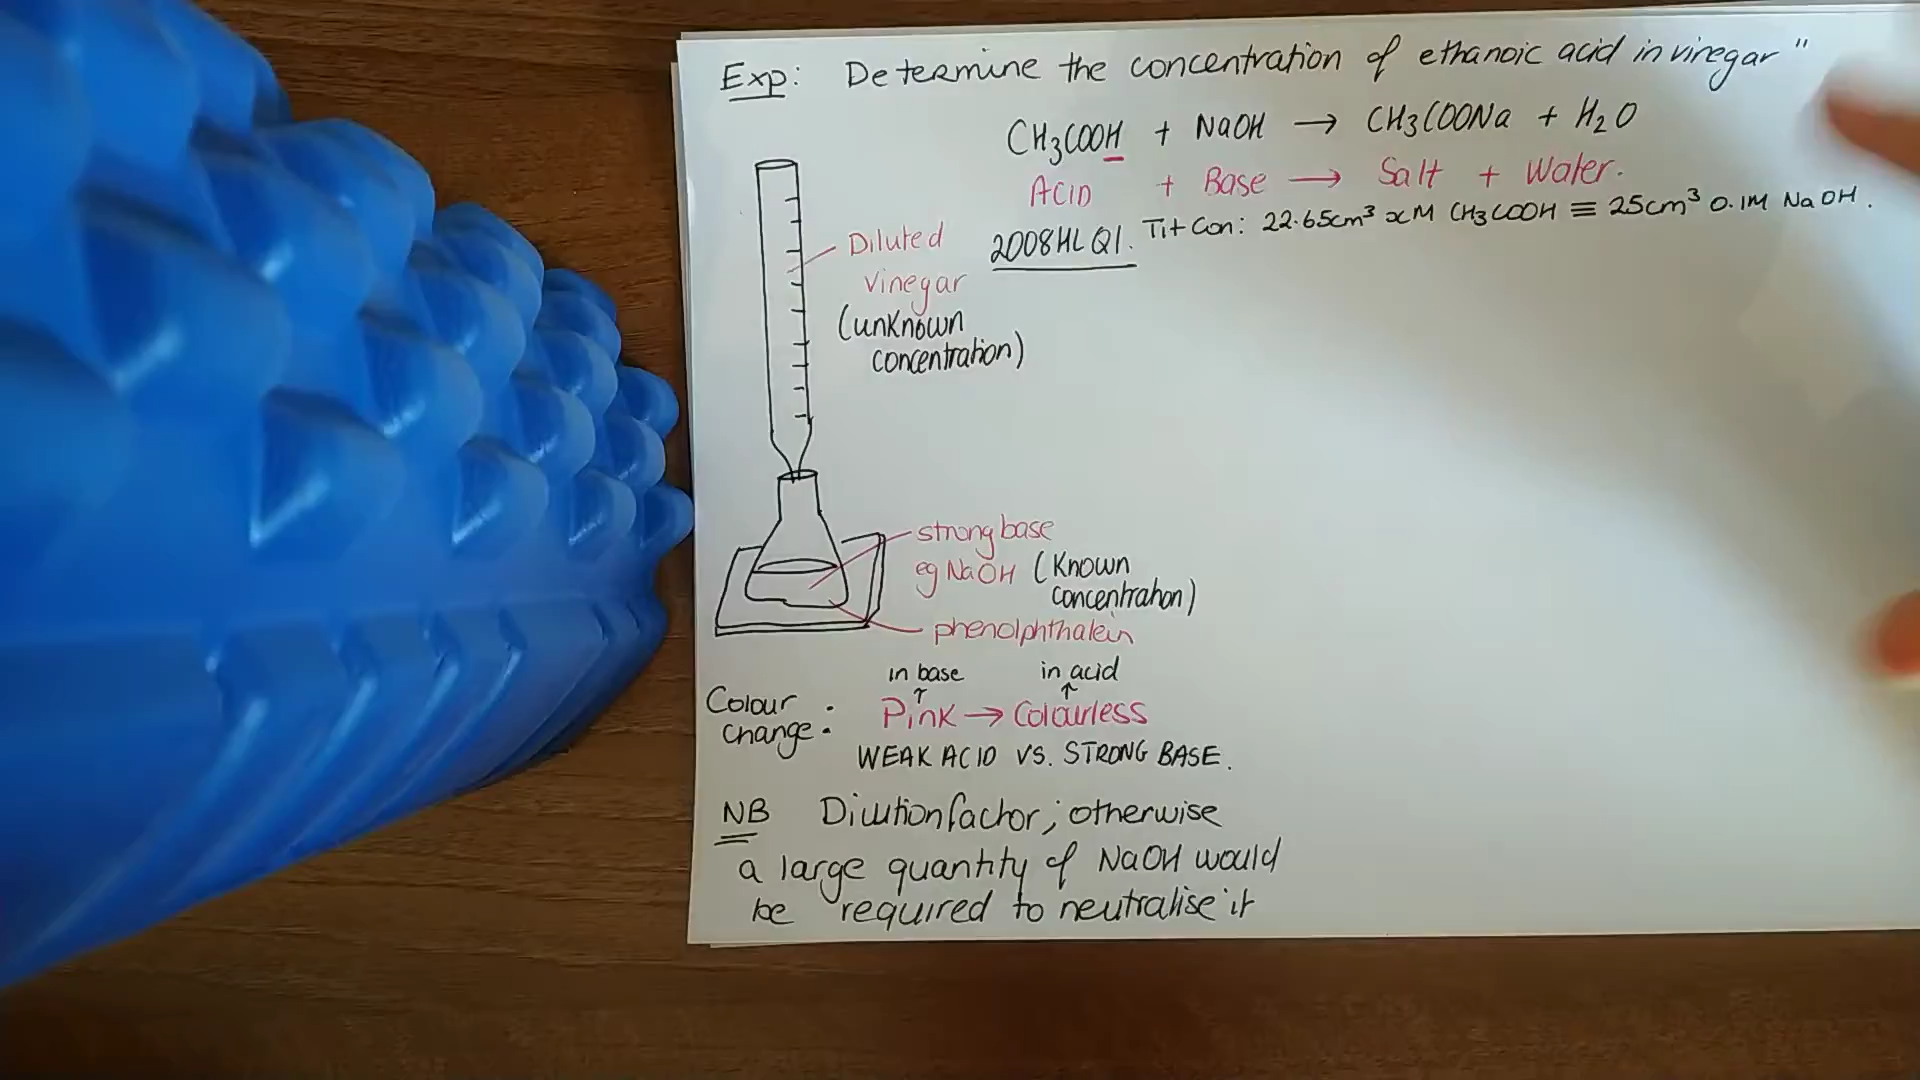 Exp: Determine the concentration of ethanoic acid in vinegar"
CH3COOH + NaOH → CH3COONa + H2O
ACID + Base → Salt + Water.
2008HL Q1. Tit Con: 22.65cm³ xM CH3COOH ≡ 25cm³ 0.1M NaOH.
Diluted
vinegar
(unknown
concentration)
strong base
eg NaOH (Known
concentration)
phenolphthalein
in base in acid
↑ ↑
Colour
change: Pink → Colourless
WEAK ACID VS. STRONG BASE.
NB Dilution factor; otherwise
a large quantity of NaOH would
be required to neutralise it